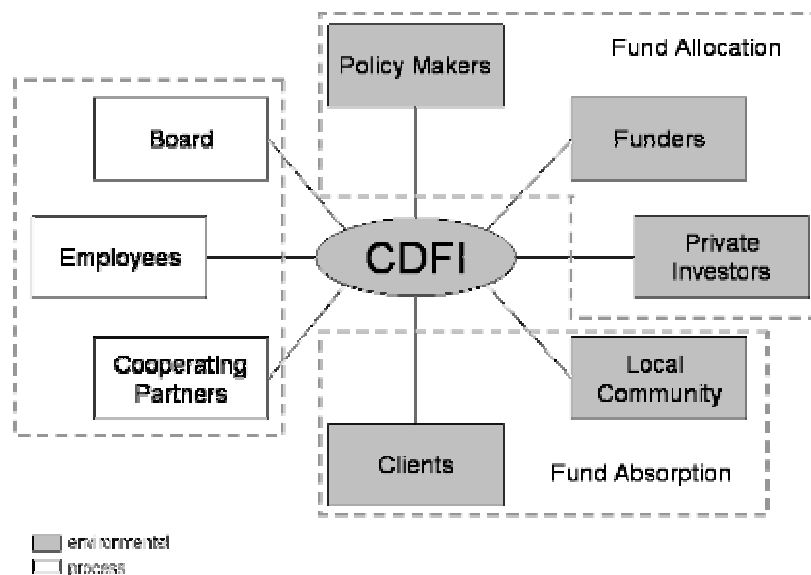 Policy Makers
Fund Allocation
Board
Funders
Employees
CDFI
Private
Investors
Cooperating
Partners
Local
Community
Clients
Fund Absorption
environmental
process